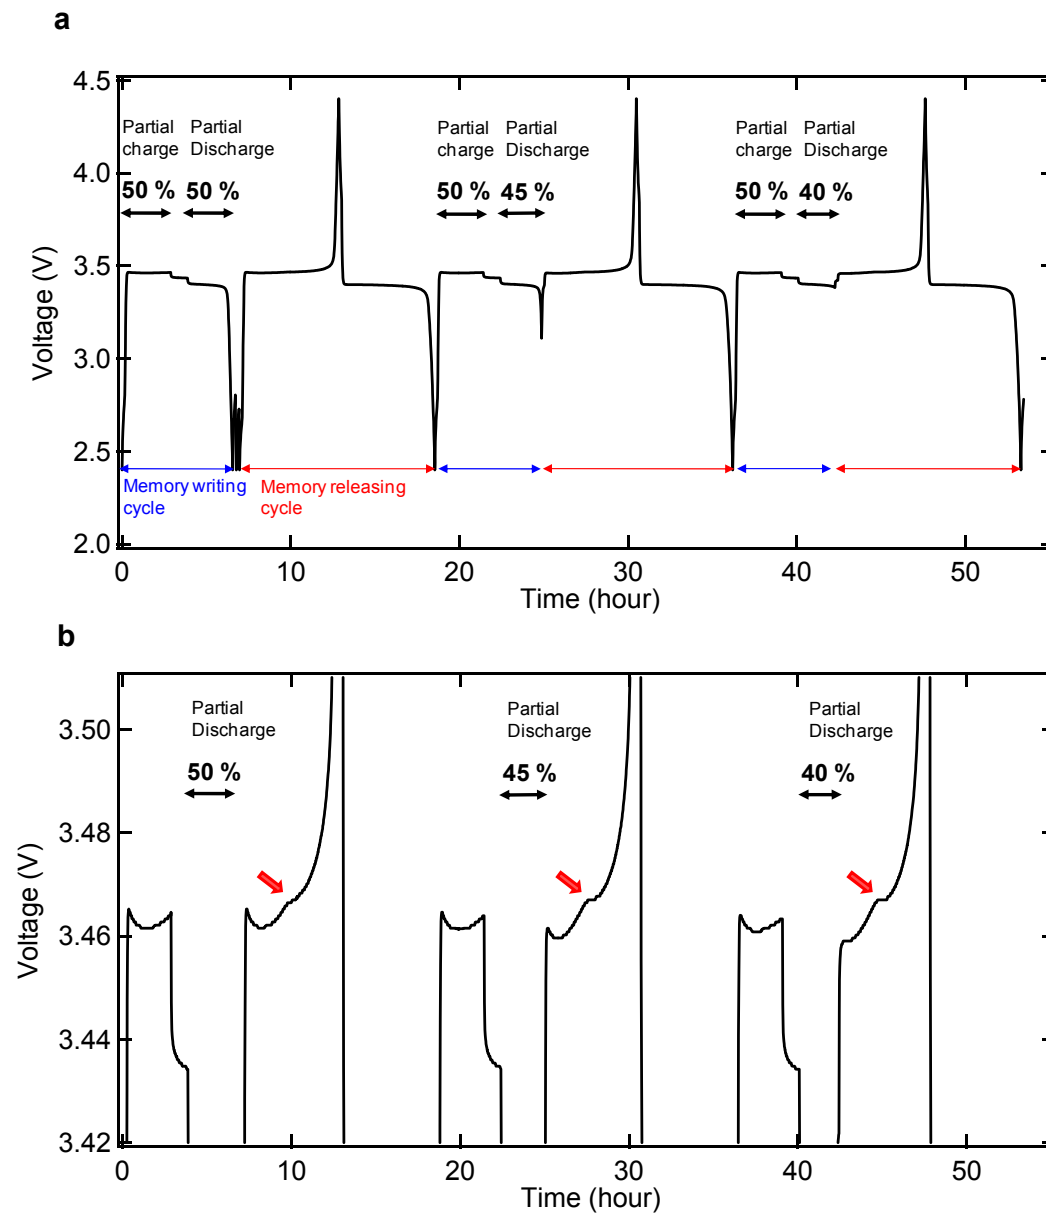 a
4.5
4.0
3.5
3.0
2.5
2.0
Voltage (V)
Partial charge
Partial Discharge
50 %
50 %
Partial charge
Partial Discharge
50 %
45 %
Partial charge
Partial Discharge
50 %
40 %
Memory writing
cycle
Memory releasing
cycle
0
10
20
30
40
50
Time (hour)
b
3.50
3.48
3.46
3.44
3.42
Voltage (V)
Partial
Discharge
50 %
Partial
Discharge
45 %
Partial
Discharge
40 %
0
10
20
30
40
50
Time (hour)